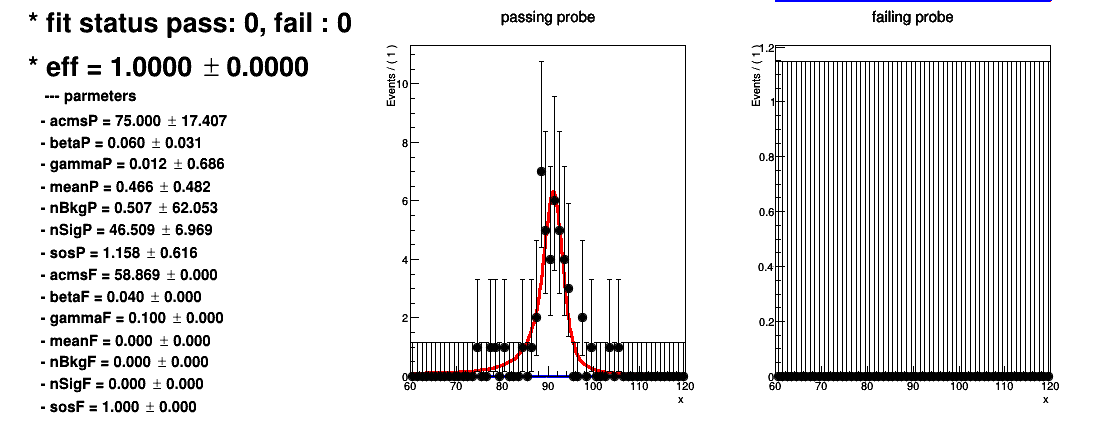 * fit status pass: 0, fail : 0
* eff = 1.0000 ± 0.0000
--- parmeters
- acmsP = 75.000 ± 17.407
- betaP = 0.060 ± 0.031
- gammaP = 0.012 ± 0.686
- meanP = 0.466 ± 0.482
- nBkgP = 0.507 ± 62.053
- nSigP = 46.509 ± 6.969
- sosP = 1.158 ± 0.616
- acmsF = 58.869 ± 0.000
- betaF = 0.040 ± 0.000
- gammaF = 0.100 ± 0.000
- meanF = 0.000 ± 0.000
- nBkgF = 0.000 ± 0.000
- nSigF = 0.000 ± 0.000
- sosF = 1.000 ± 0.000
passing probe
Events / ( 1 )
10
8
6
4
2
0
60 70 80 90 100 110 120
x
failing probe
Events / ( 1 )
1.2
1
0.8
0.6
0.4
0.2
0
60 70 80 90 100 110 120
x